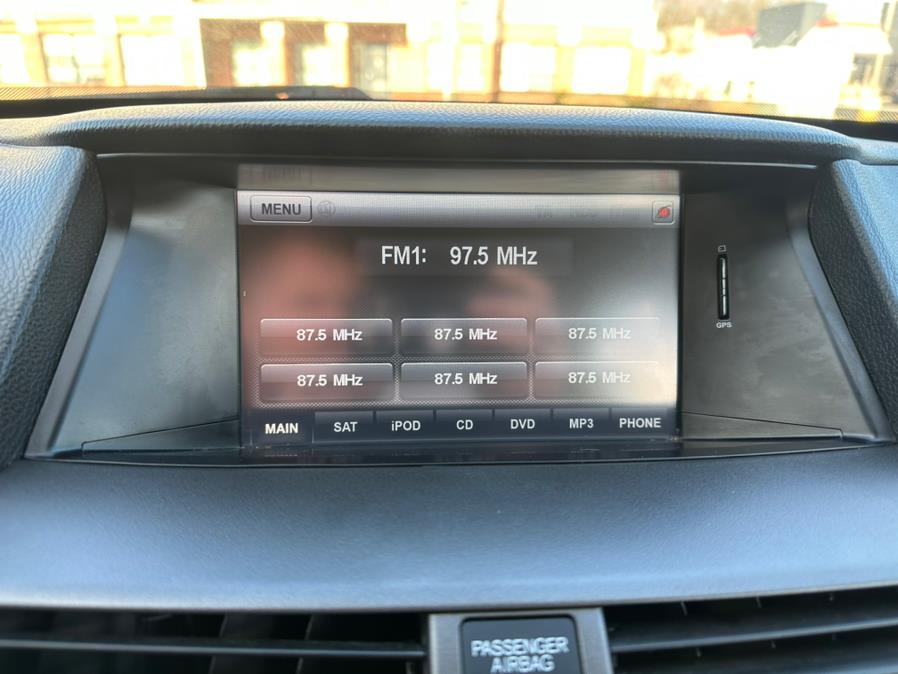 MENU
FM1: 97.5 MHz
87.5 MHz 87.5 MHz 87.5 MHz
87.5 MHz 87.5 MHz 87.5 MHz
MAIN SAT iPOD CD DVD MP3 PHONE
GPS
PASSENGER
AIRBAG